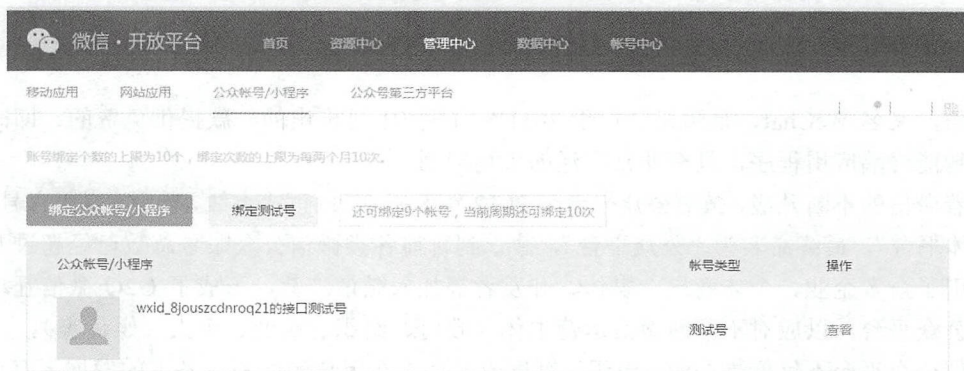 微信·开放平台 首页 资源中心 管理中心 数据中心 帐号中心
移动应用 网站应用 公众帐号/小程序 公众号第三方平台
账号绑定个数的上限为10个，绑定次数的上限为每两个月10次。
绑定公众帐号/小程序 绑定测试号 还可绑定9个帐号，当前周期还可绑定10次
公众帐号/小程序 帐号类型 操作
wxid_8jouszcdnroq21的接口测试号
测试号 查看